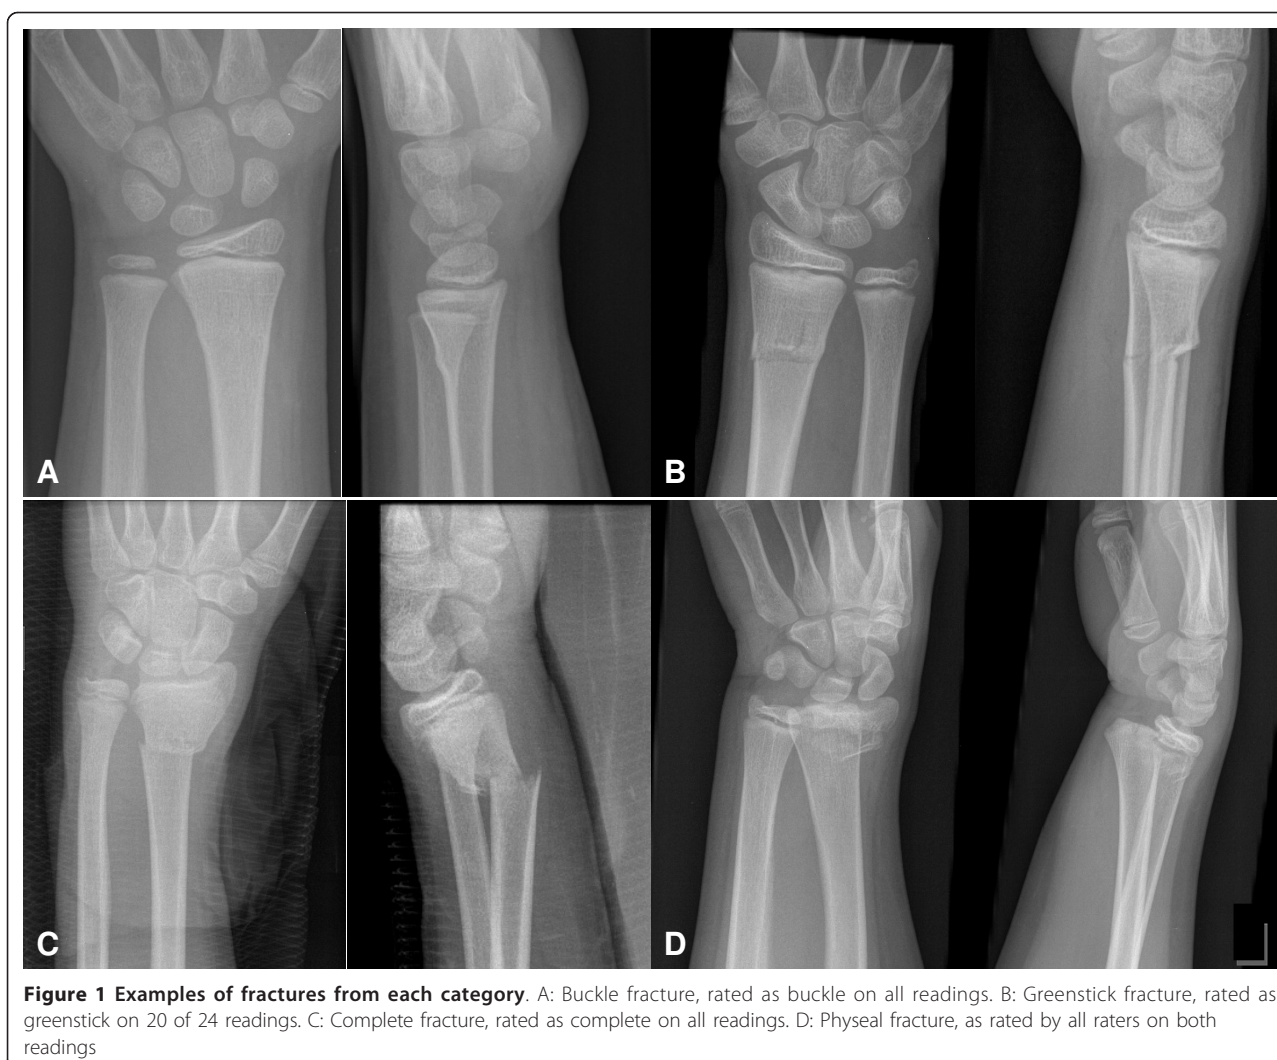 A
B
C
D
Figure 1 Examples of fractures from each category. A: Buckle fracture, rated as buckle on all readings. B: Greenstick fracture, rated as
greenstick on 20 of 24 readings. C: Complete fracture, rated as complete on all readings. D: Physeal fracture, as rated by all raters on both
readings